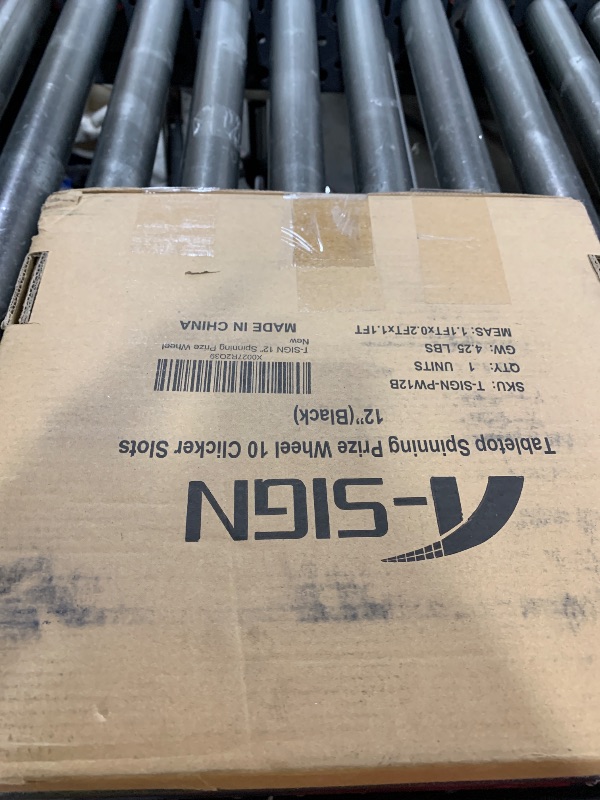 T-SIGN
Tabletop Spinning Prize Wheel 10 Clicker Slots
12"(Black)
SKU: T-SIGN-PW12B
QTY: 1 UNITS
GW: 4.25 LBS
MEAS:1.1FTx0.2FTx1.1FT
X0027R2O39
T-SIGN 12" Spinning Prize Wheel
New
MADE IN CHINA